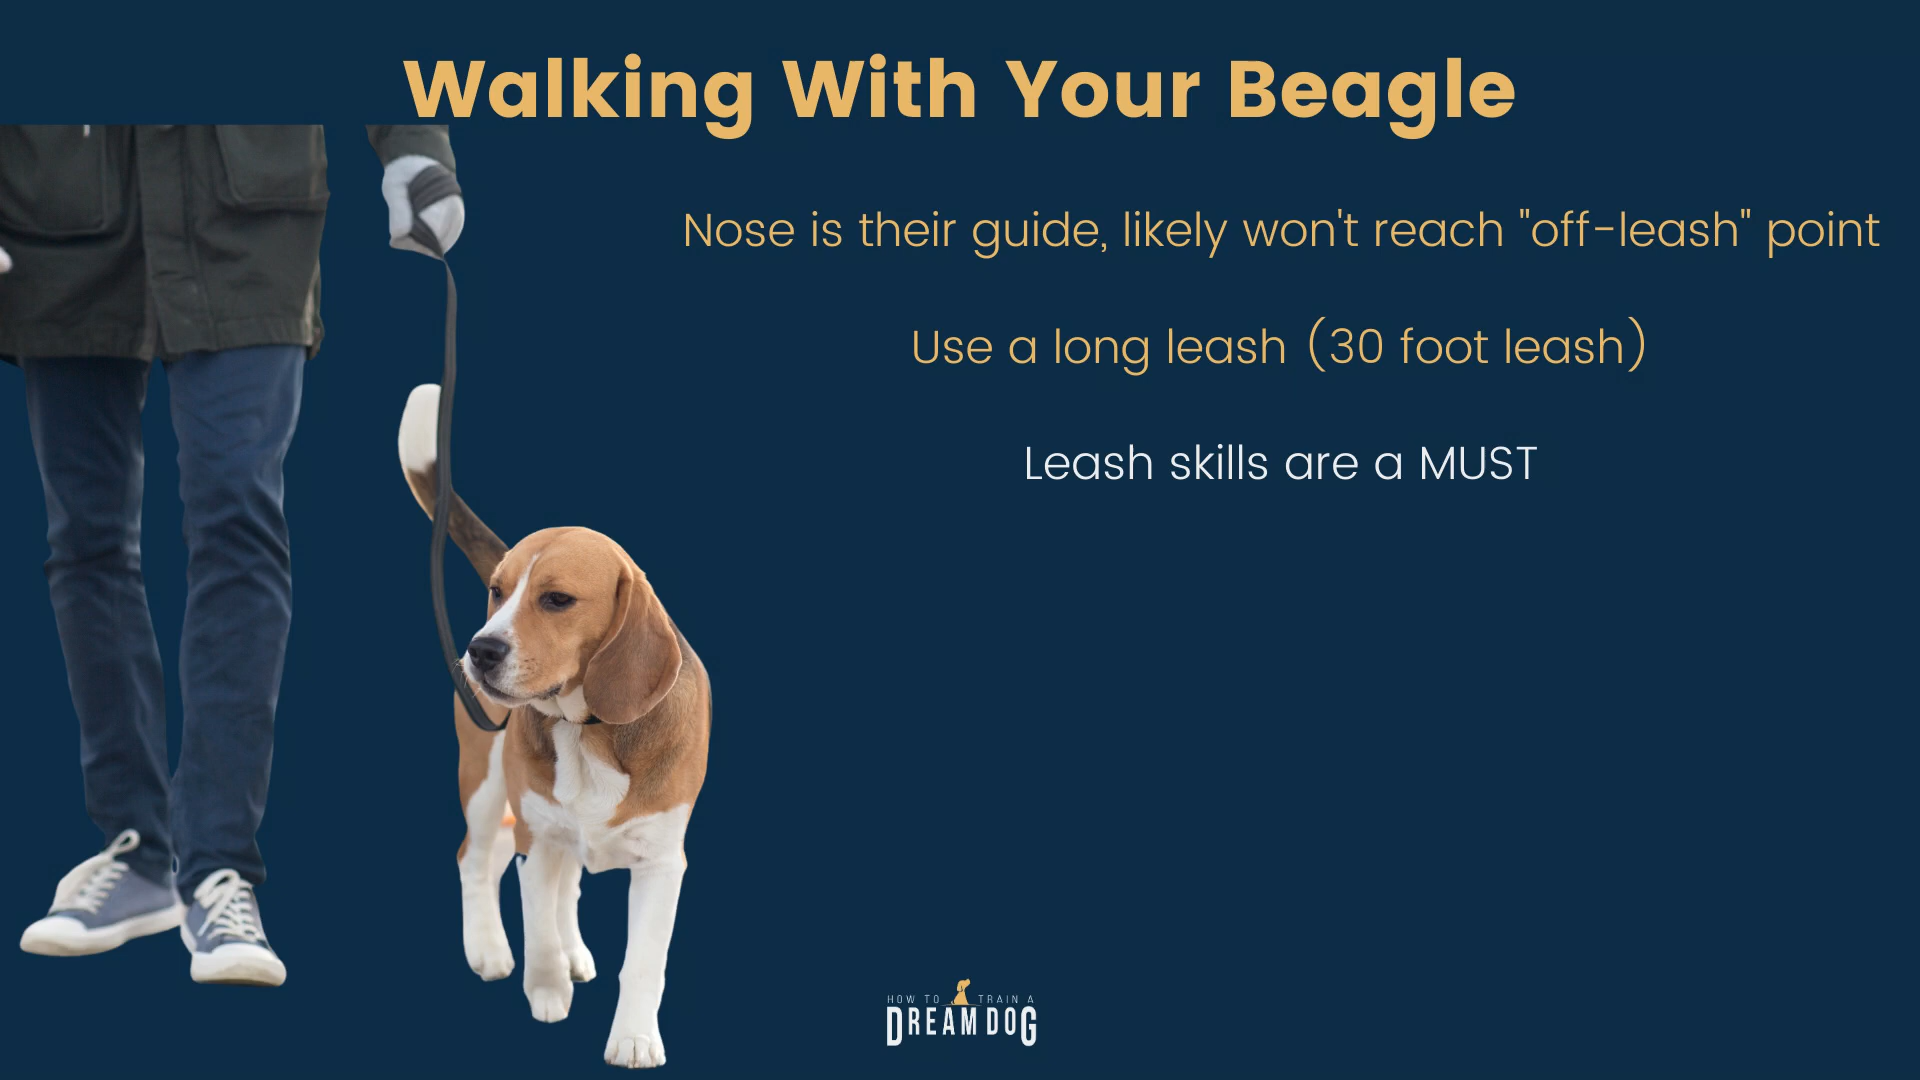 Walking With Your Beagle
Nose is their guide, likely won't reach "off-leash" point
Use a long leash (30 foot leash)
Leash skills are a MUST
HOW TO TRAIN A
DREAM DOG